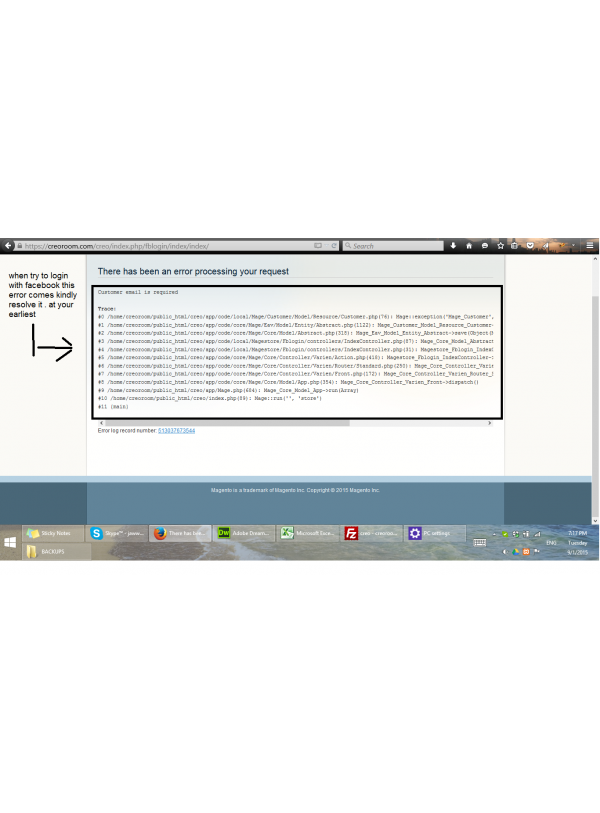 https://creoroom.com/creo/index.php/fblogin/index/index/
Search
when try to login
with facebook this
error comes kindly
resolve it . at your
earliest
There has been an error processing your request
Customer email is required
Trace:
#0 /home/creoroom/public_html/creo/app/code/local/Mage/Customer/Model/Resource/Customer.php(74): Mage::exception("Mage_Customer",
#1 /home/creoroom/public_html/creo/app/code/core/Mage/Eav/Model/Entity/Abstract.php(1122): Mage_Customer_Model_Resource_Customer-
#2 /home/creoroom/public_html/creo/app/code/core/Mage/Core/Model/Abstract.php(318): Mage_Eav_Model_Entity_Abstract->save(Object(
#3 /home/creoroom/public_html/creo/app/code/local/Magestore/Fblogin/controllers/IndexController.php(87): Mage_Core_Model_Abstract
#4 /home/creoroom/public_html/creo/app/code/local/Magestore/Fblogin/controllers/IndexController.php(31): Magestore_Fblogin_IndexC
#5 /home/creoroom/public_html/creo/app/code/core/Mage/Core/Controller/Varien/Action.php(418): Magestore_Fblogin_IndexController->
#6 /home/creoroom/public_html/creo/app/code/core/Mage/Core/Controller/Varien/Router/Standard.php(250): Mage_Core_Controller_Varie
#7 /home/creoroom/public_html/creo/app/code/core/Mage/Core/Controller/Varien/Front.php(172): Mage_Core_Controller_Varien_Router_S
#8 /home/creoroom/public_html/creo/app/code/core/Mage/Core/Model/App.php(354): Mage_Core_Controller_Varien_Front->dispatch()
#9 /home/creoroom/public_html/creo/app/Mage.php(684): Mage_Core_Model_App->run(Array)
#10 /home/creoroom/public_html/creo/index.php(89): Mage::run('', 'store')
#11 {main}
Error log record number: 513837673544
Magento is a trademark of Magento Inc. Copyright © 2015 Magento Inc.
Sticky Notes
Skype™ - jeew...
There has bee...
Adobe Dream...
Microsoft Exce...
creo - creoroo...
PC settings
BACKUPS
ENG
7:17 PM
Tuesday
9/1/2015